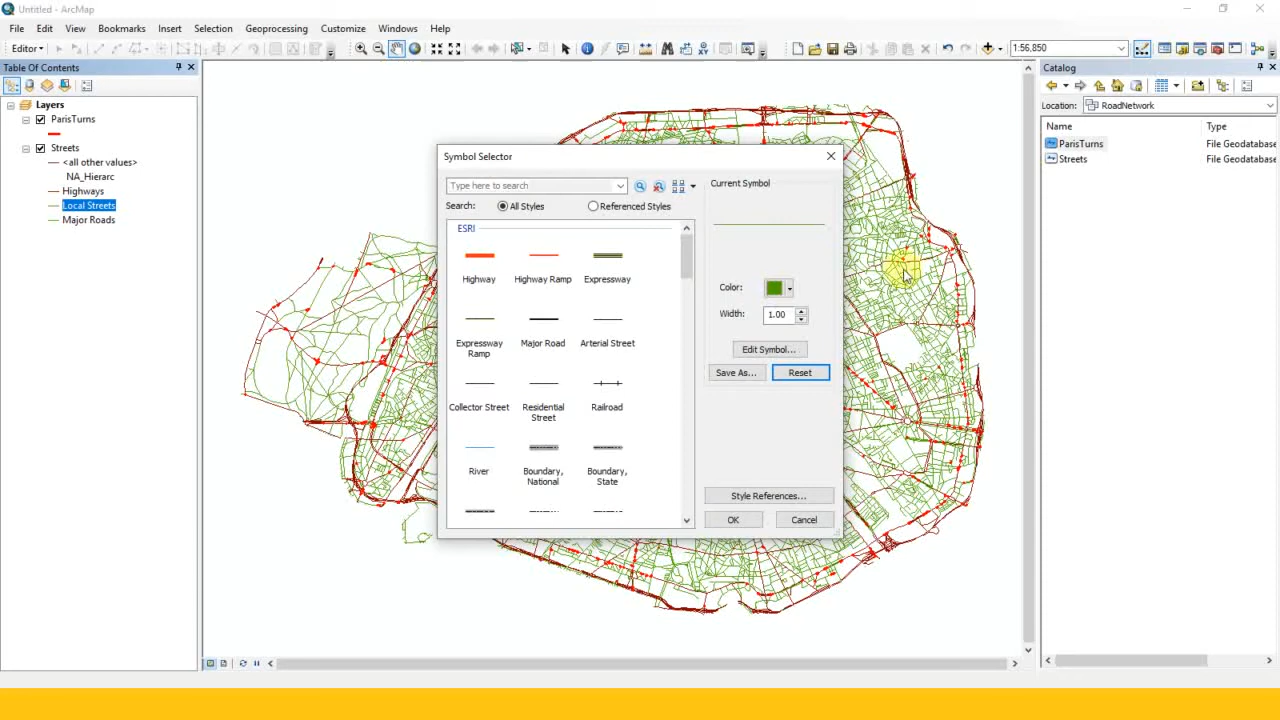 Untitled - ArcMap
File Edit View Bookmarks Insert Selection Geoprocessing Customize Windows Help
Editor 1:56,850
Table Of Contents
Layers
ParisTurns
Streets
<all other values>
NA_Hierarc
Highways
Local Streets
Major Roads
Symbol Selector
Type here to search
Search: All Styles Referenced Styles
ESRI
Highway Highway Ramp Expressway
Expressway Ramp Major Road Arterial Street
Collector Street Residential Street Railroad
River Boundary, National Boundary, State
Current Symbol
Color:
Width: 1.00
Edit Symbol...
Save As... Reset
Style References...
OK Cancel
Catalog
Location: RoadNetwork
Name Type
ParisTurns File Geodatabase
Streets File Geodatabase